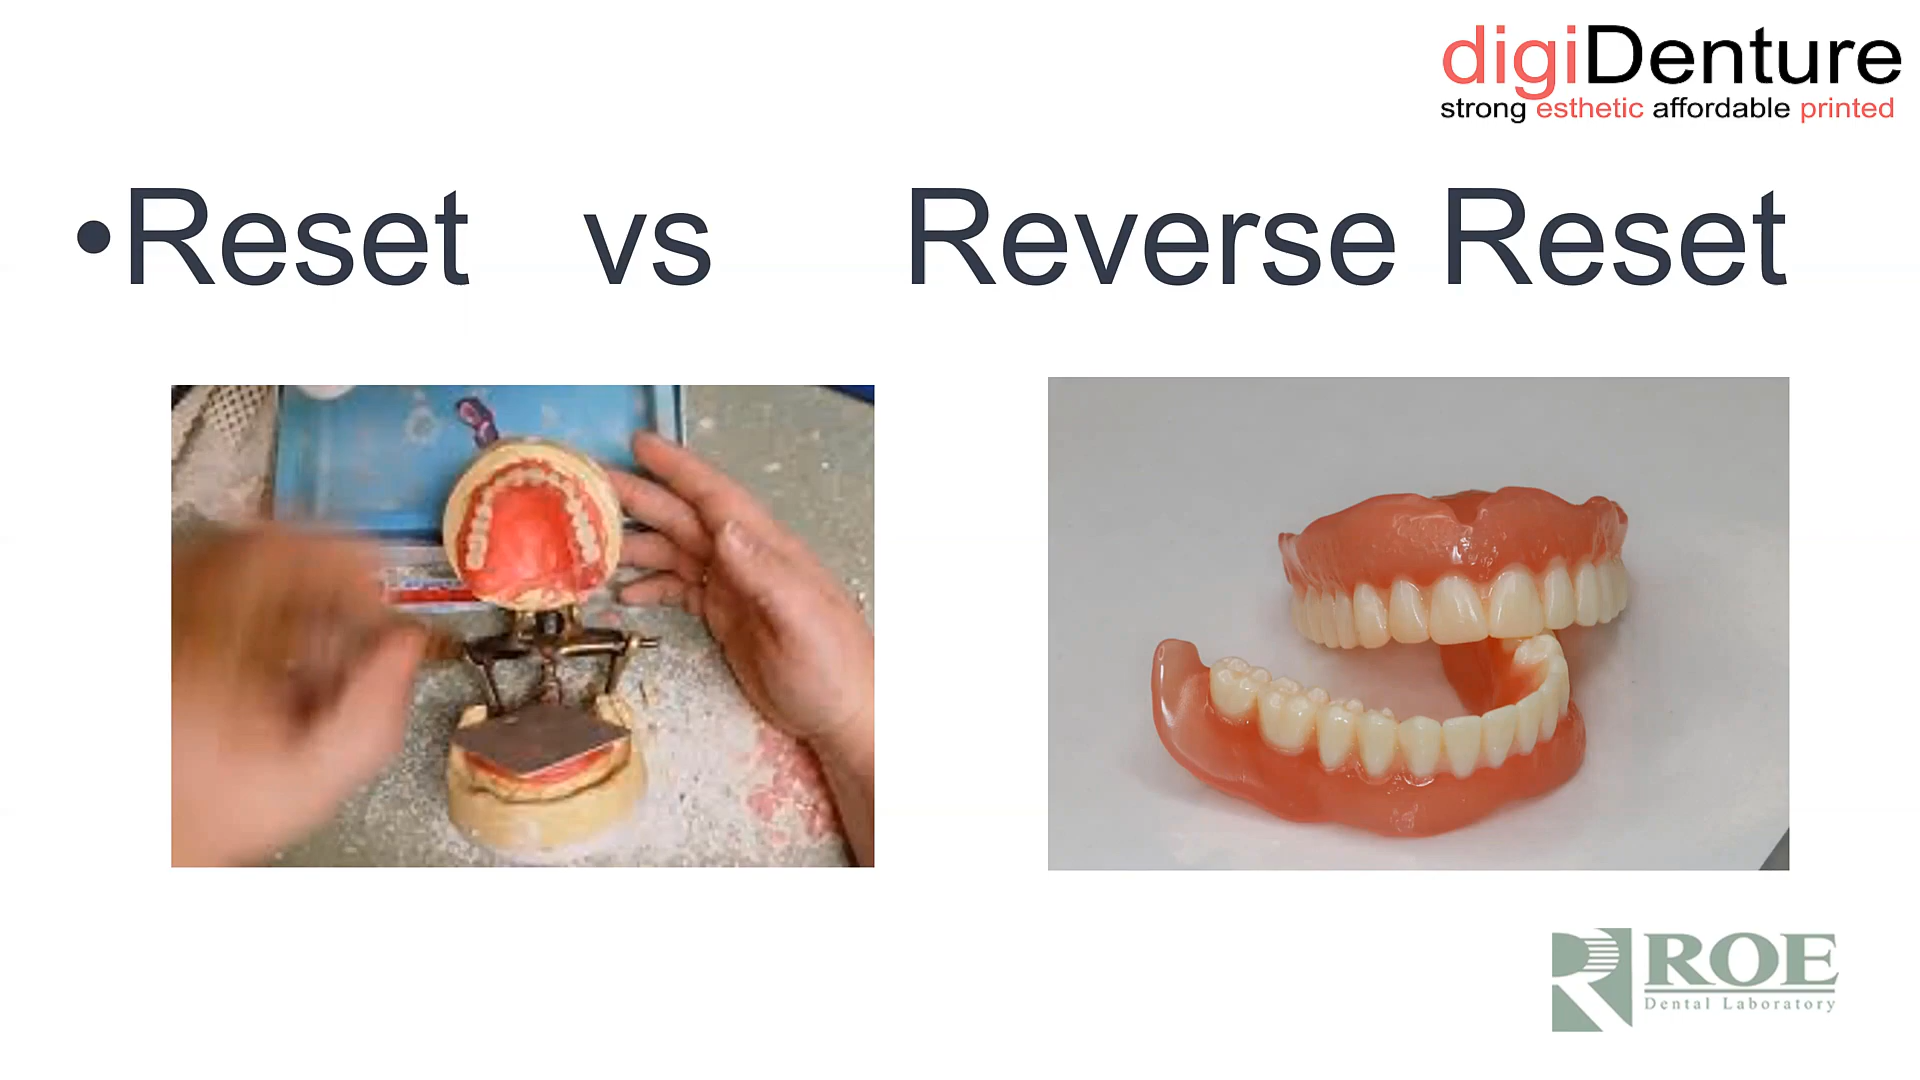 digiDenture
strong esthetic affordable printed
•Reset vs Reverse Reset
ROE
Dental Laboratory